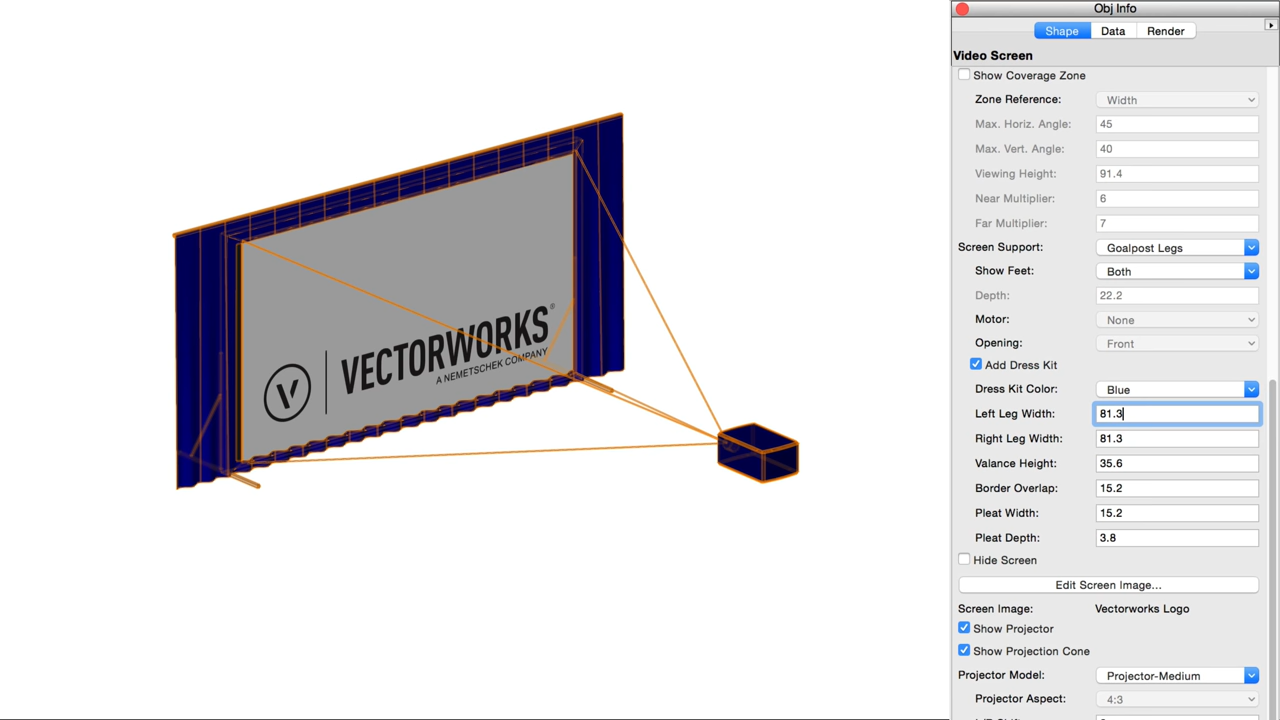 Obj Info
Shape Data Render
Video Screen
Show Coverage Zone
Zone Reference: Width
Max. Horiz. Angle: 45
Max. Vert. Angle: 40
Viewing Height: 91.4
Near Multiplier: 6
Far Multiplier: 7
Screen Support: Goalpost Legs
Show Feet: Both
Depth: 22.2
Motor: None
Opening: Front
Add Dress Kit
Dress Kit Color: Blue
Left Leg Width: 81.3
Right Leg Width: 81.3
Valance Height: 35.6
Border Overlap: 15.2
Pleat Width: 15.2
Pleat Depth: 3.8
Hide Screen
Edit Screen Image...
Screen Image: Vectorworks Logo
Show Projector
Show Projection Cone
Projector Model: Projector-Medium
Projector Aspect: 4:3
V VECTORWORKS®
A NEMETSCHEK COMPANY